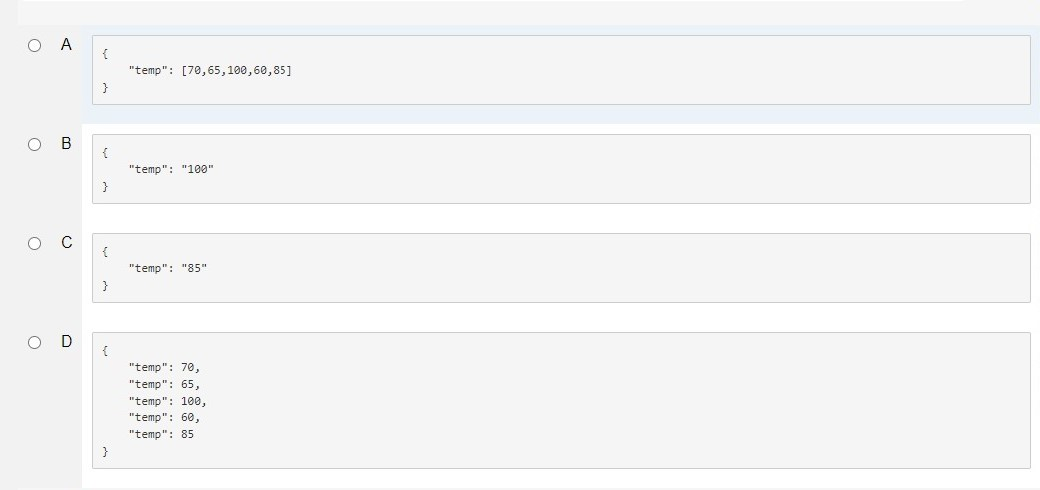 A
{
"temp": [70,65,100,60,85]
}
B
{
"temp": "100"
}
C
{
"temp": "85"
}
D
{
"temp": 70,
"temp": 65,
"temp": 100,
"temp": 60,
"temp": 85
}